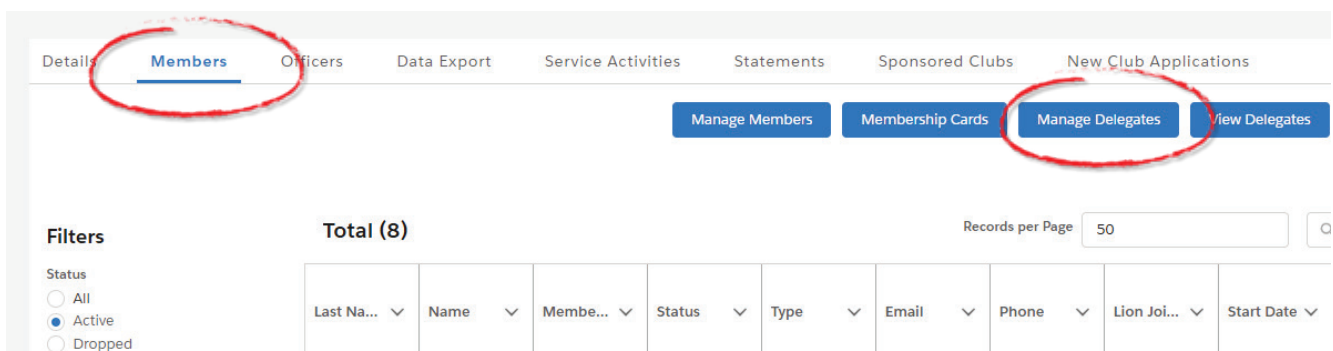 Details Members Officers Data Export Service Activities Statements Sponsored Clubs New Club Applications
Manage Members Membership Cards Manage Delegates View Delegates
Filters Total (8) Records per Page 50
Status
All
Last Na... Name Membe... Status Type Email Phone Lion Joi... Start Date
Active
Dropped